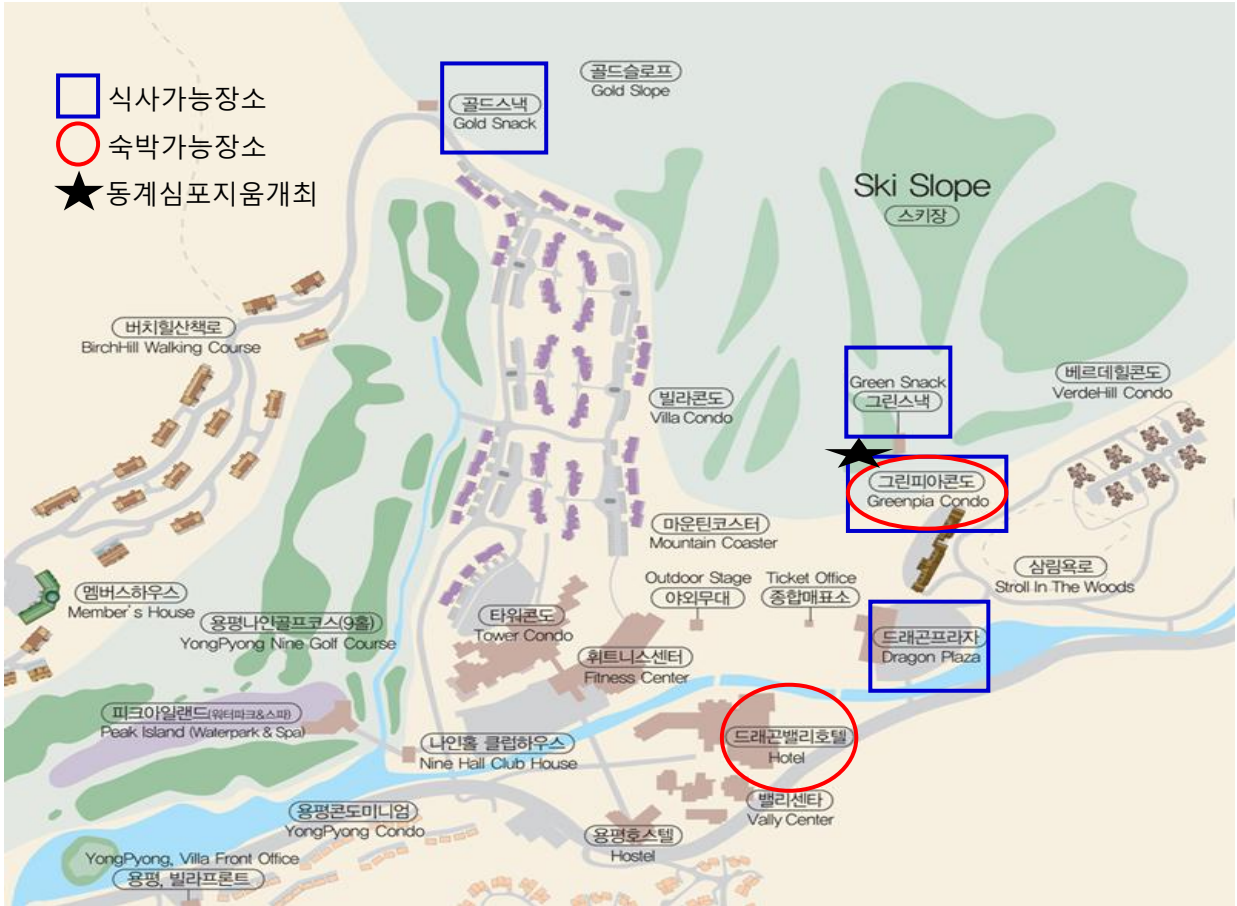 식사가능장소
숙박가능장소
동계심포지움개최
골드스낵
Gold Snack
골드슬로프
Gold Slope
Ski Slope
스키장
버치힐산책로
BirchHill Walking Course
빌라콘도
Villa Condo
Green Snack
그린스낵
베르데힐콘도
VerdeHill Condo
그린피아콘도
Greenpia Condo
마운틴코스터
Mountain Coaster
삼림욕로
Stroll In The Woods
멤버스하우스
Member's House
용평나인골프코스(9홀)
YongPyong Nine Golf Course
타워콘도
Tower Condo
Outdoor Stage
야외무대
Ticket Office
종합매표소
드래곤프라자
Dragon Plaza
휘트니스센터
Fitness Center
피크아일랜드(워터파크&스파)
Peak Island (Waterpark & Spa)
나인홀 클럽하우스
Nine Hall Club House
드래곤밸리호텔
Hotel
용평콘도미니엄
YongPyong Condo
용평호스텔
Hostel
밸리센타
Vally Center
YongPyong, Villa Front Office
용평, 빌라프론트